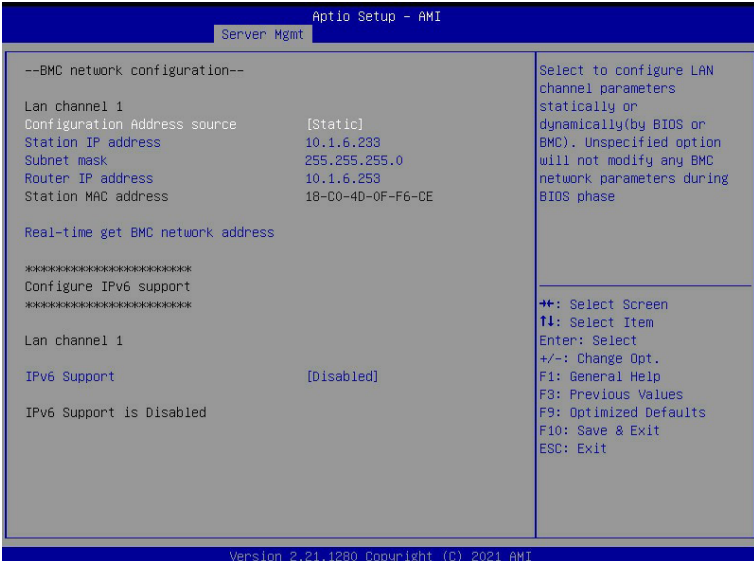 Aptio Setup - AMI
Server Mgmt
--BMC network configuration--
Lan channel 1
Configuration Address source [Static]
Station IP address 10.1.6.233
Subnet mask 255.255.255.0
Router IP address 10.1.6.253
Station MAC address 18-C0-4D-0F-F6-CE
Real-time get BMC network address
**********************
Configure IPv6 support
**********************
Lan channel 1
IPv6 Support [Disabled]
IPv6 Support is Disabled
Select to configure LAN
channel parameters
statically or
dynamically(by BIOS or
BMC). Unspecified option
will not modify any BMC
network parameters during
BIOS phase
→←: Select Screen
↑↓: Select Item
Enter: Select
+/-: Change Opt.
F1: General Help
F3: Previous Values
F9: Optimized Defaults
F10: Save & Exit
ESC: Exit
Version 2.21.1280 Copyright (C) 2021 AMI